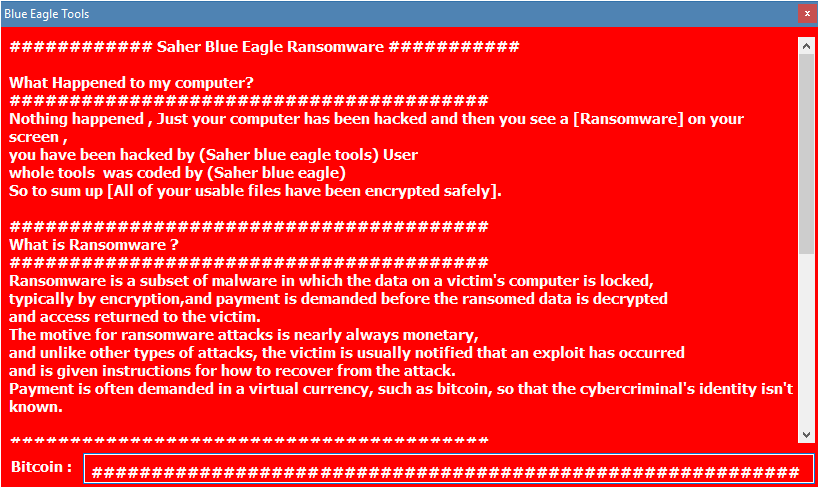 Blue Eagle Tools
############ Saher Blue Eagle Ransomware ###########
What Happened to my computer?
########################################
Nothing happened , Just your computer has been hacked and then you see a [Ransomware] on your
screen ,
you have been hacked by (Saher blue eagle tools) User
whole tools  was coded by (Saher blue eagle)
So to sum up [All of your usable files have been encrypted safely].
########################################
What is Ransomware ?
########################################
Ransomware is a subset of malware in which the data on a victim's computer is locked,
typically by encryption,and payment is demanded before the ransomed data is decrypted
and access returned to the victim.
The motive for ransomware attacks is nearly always monetary,
and unlike other types of attacks, the victim is usually notified that an exploit has occurred
and is given instructions for how to recover from the attack.
Payment is often demanded in a virtual currency, such as bitcoin, so that the cybercriminal's identity isn't
known.
########################################
Bitcoin : ###########################################################